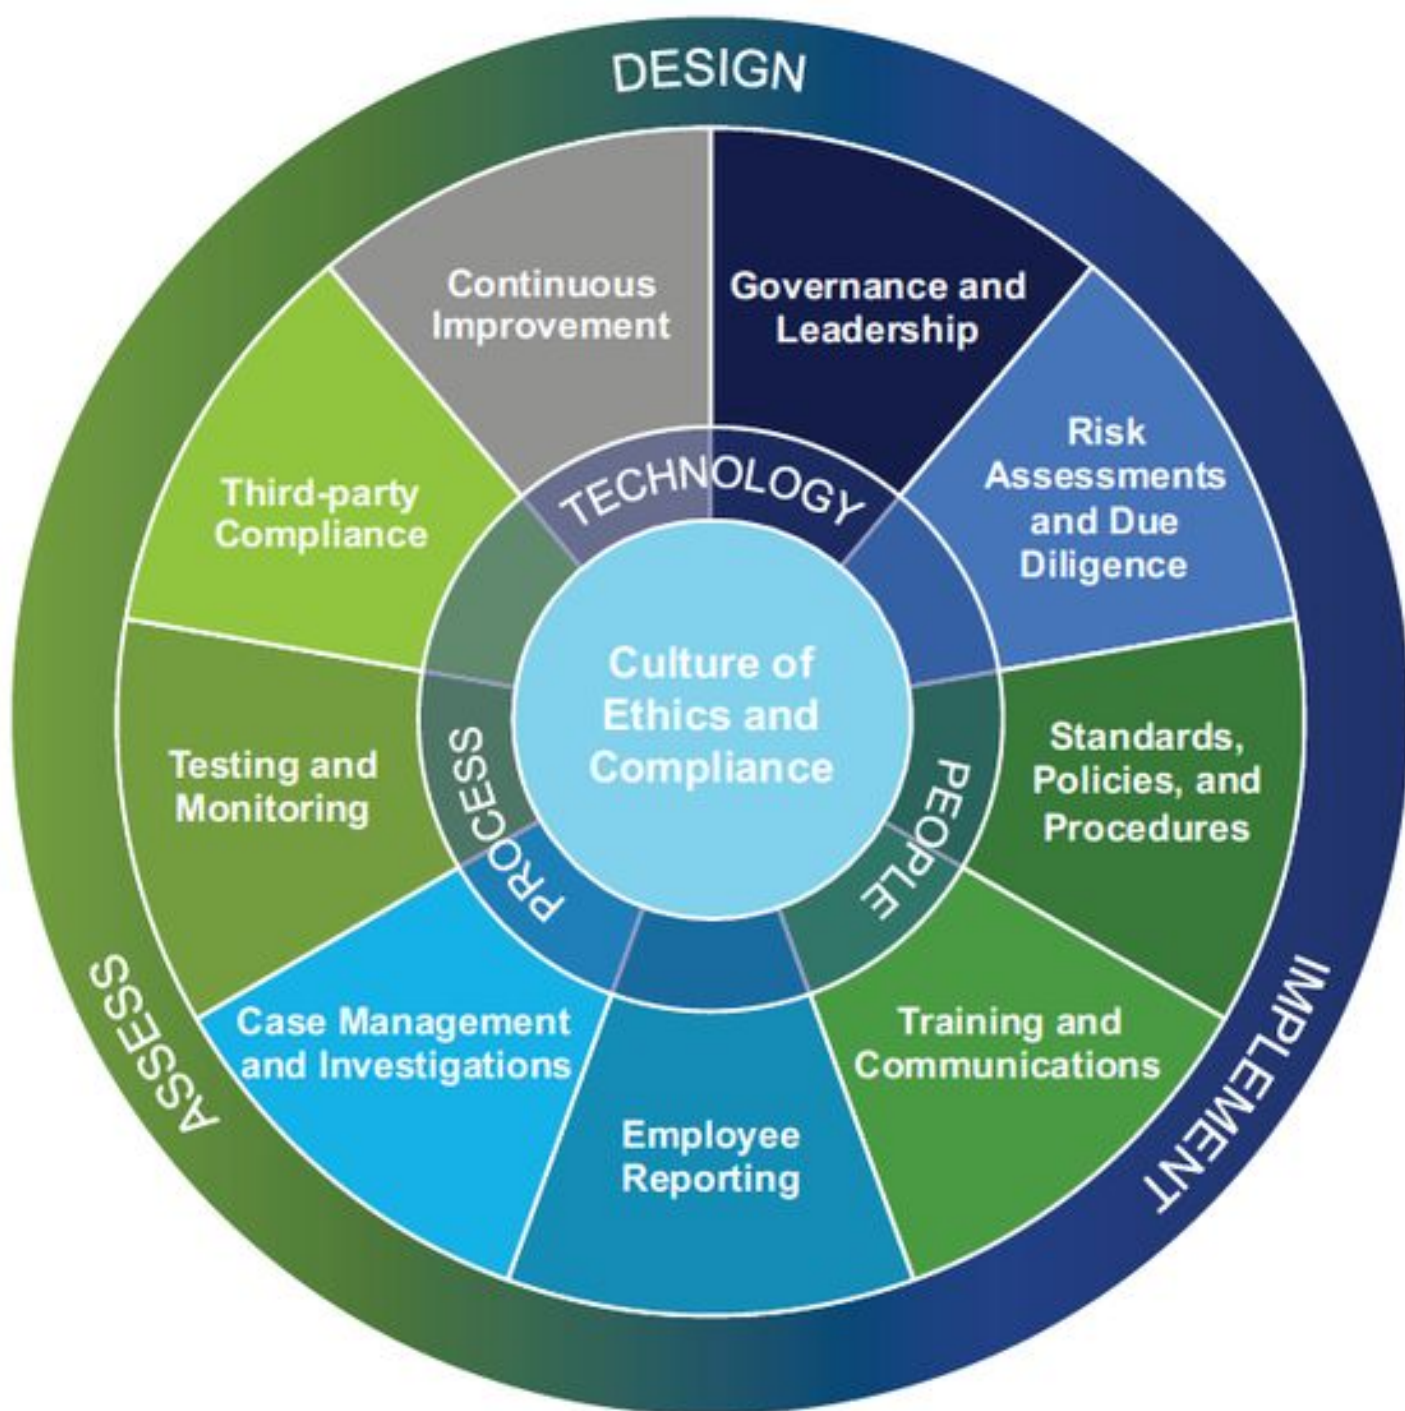 DESIGN
Continuous
Improvement
Governance and
Leadership
Risk
Assessments
and Due
Diligence
Third-party
Compliance
TECHNOLOGY
Culture of
Ethics and
Compliance
Standards,
Policies, and
Procedures
Testing and
Monitoring
PROCESS
PEOPLE
Case Management
and Investigations
Training and
Communications
Employee
Reporting
ASSESS
IMPLEMENT